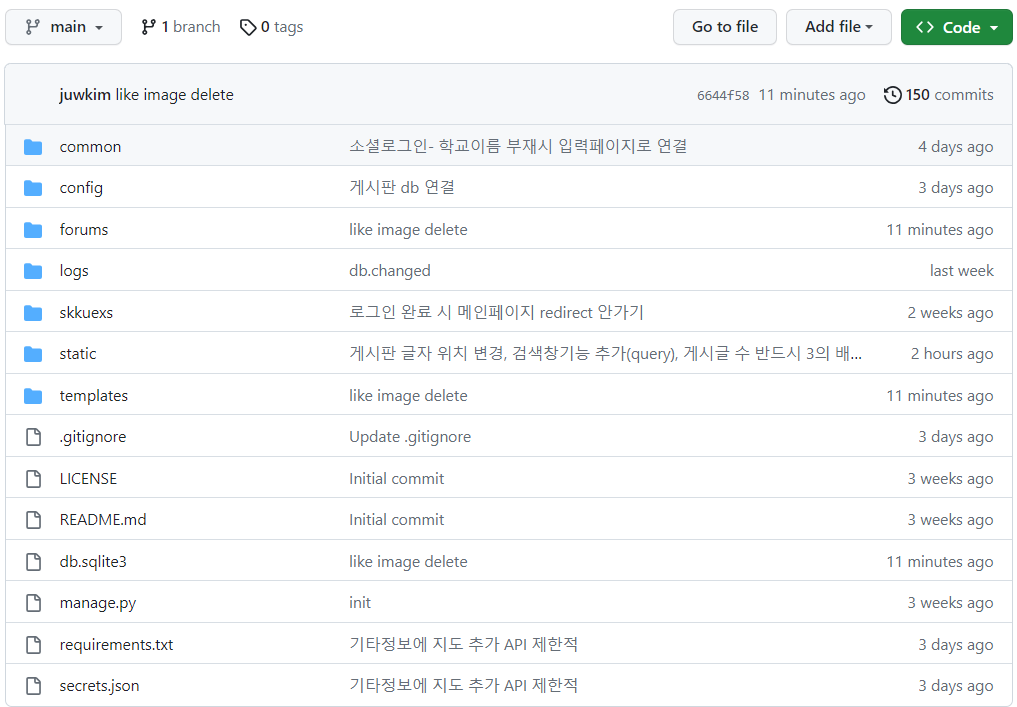 main 1 branch 0 tags Go to file Add file Code
juwkim like image delete 6644f58 11 minutes ago 150 commits
common 소셜로그인- 학교이름 부재시 입력페이지로 연결 4 days ago
config 게시판 db 연결 3 days ago
forums like image delete 11 minutes ago
logs db.changed last week
skkuexs 로그인 완료 시 메인페이지 redirect 안가기 2 weeks ago
static 게시판 글자 위치 변경, 검색창기능 추가(query), 게시글 수 반드시 3의 배... 2 hours ago
templates like image delete 11 minutes ago
.gitignore Update .gitignore 3 days ago
LICENSE Initial commit 3 weeks ago
README.md Initial commit 3 weeks ago
db.sqlite3 like image delete 11 minutes ago
manage.py init 3 weeks ago
requirements.txt 기타정보에 지도 추가 API 제한적 3 days ago
secrets.json 기타정보에 지도 추가 API 제한적 3 days ago